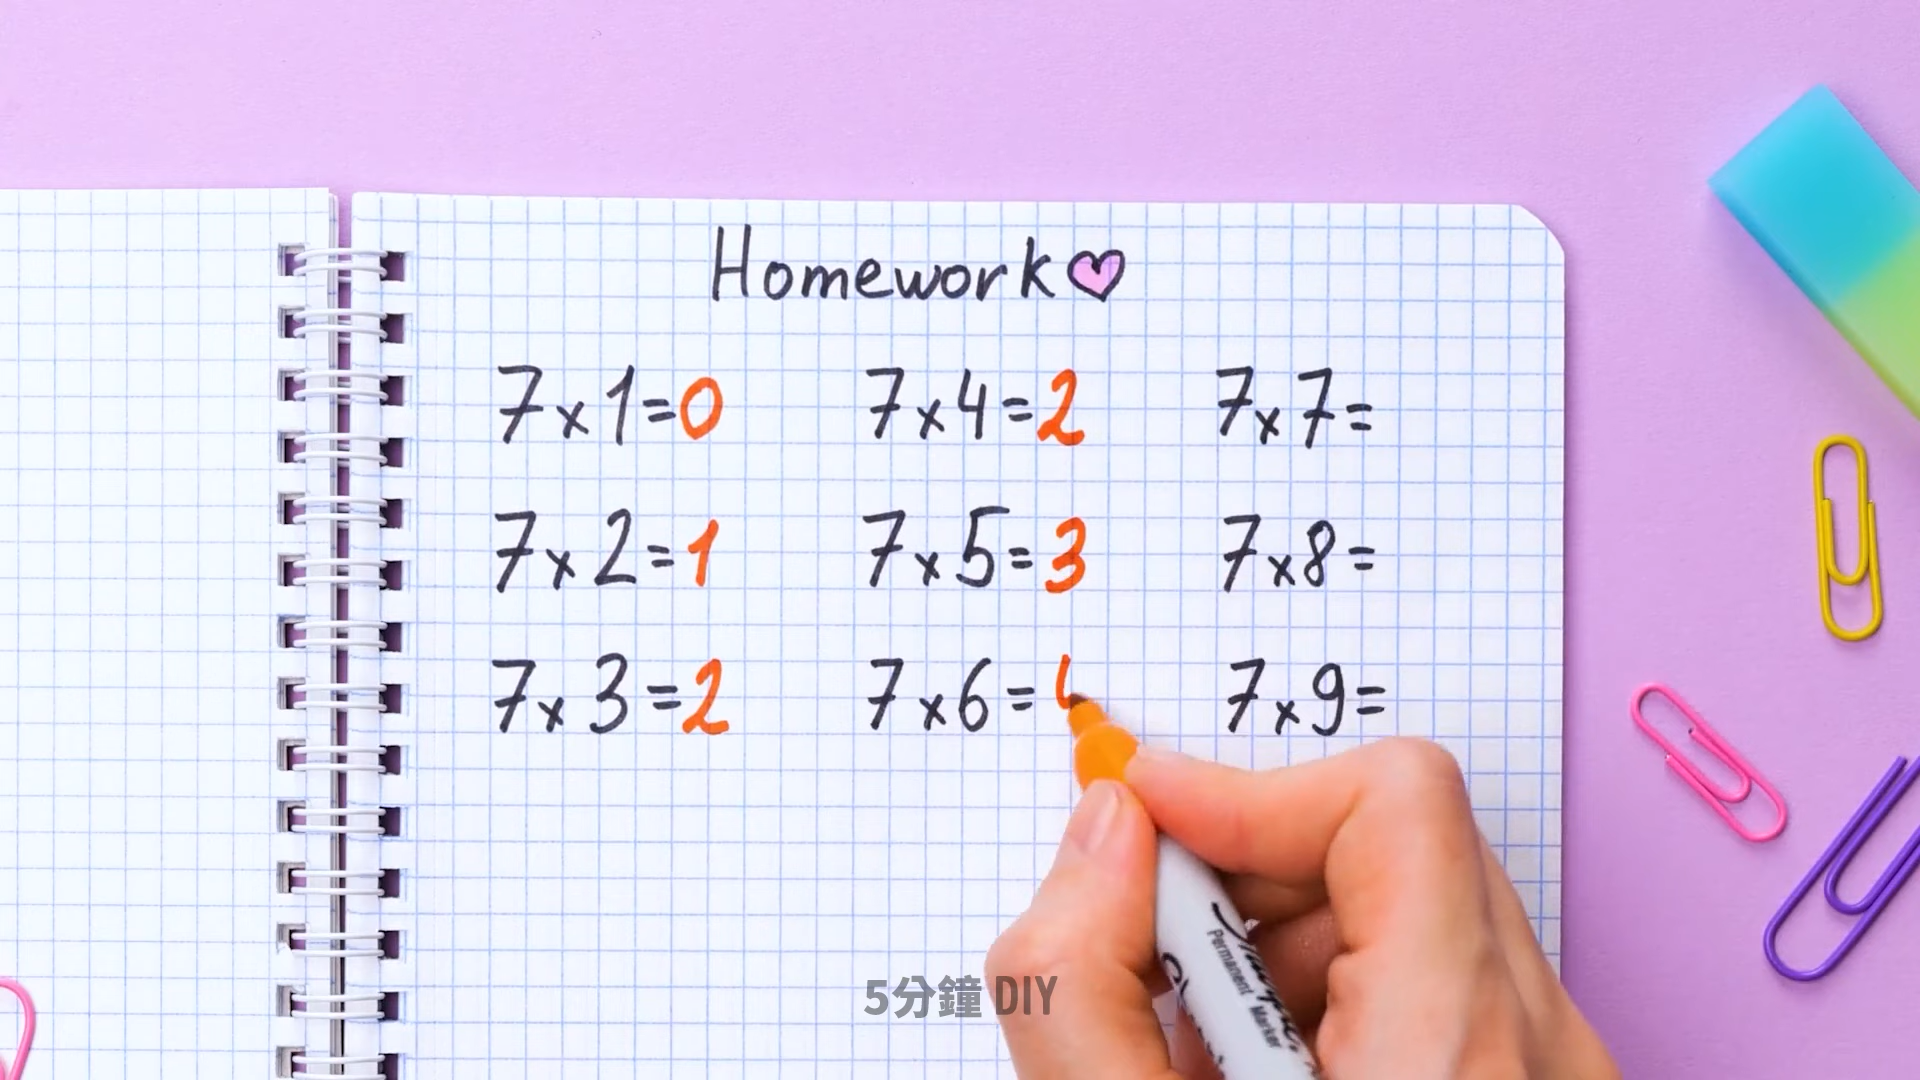 Homework
7x1=0 7x4=2 7x7=
7x2=1 7x5=3 7x8=
7x3=2 7x6= 7x9=
Permanent Marker
5分鐘 DIY